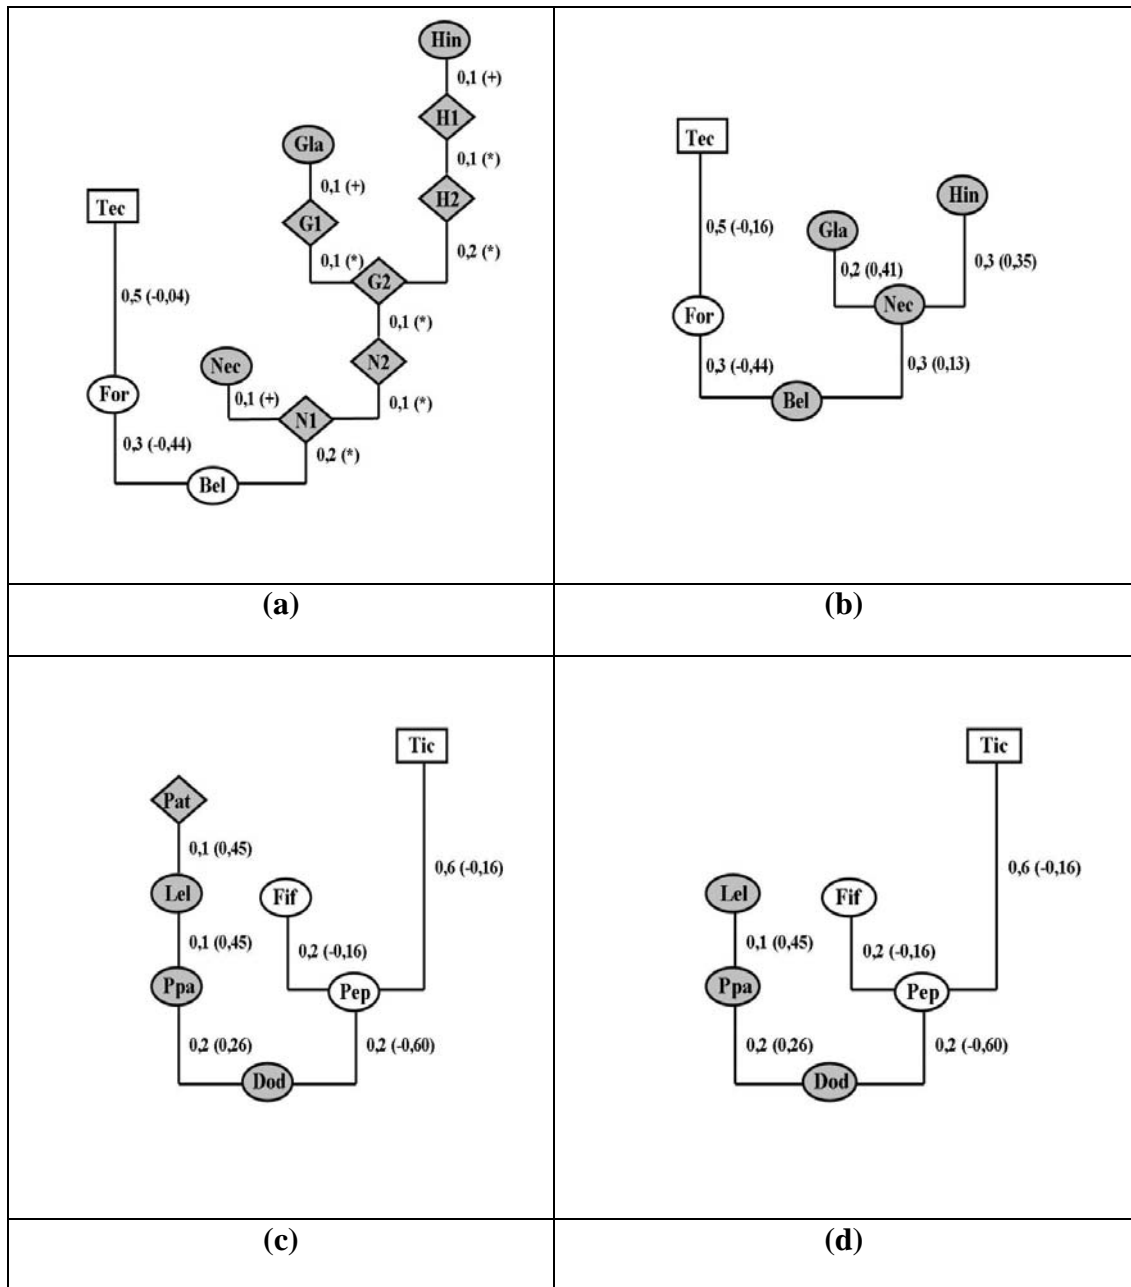 Hin
0,1 (+)
H1
Gla
0,1 (*)
0,1 (+)
H2
Tec
G1
0,1 (*)
0,2 (*)
G2
0,5 (-0,04)
0,1 (*)
Nec
N2
For
0,1 (+)
0,1 (*)
N1
0,3 (-0,44)
0,2 (*)
Bel
(a)
Tec
Hin
0,5 (-0,16)
Gla
0,2 (0,41)
0,3 (0,35)
Nec
For
0,3 (-0,44)
0,3 (0,13)
Bel
(b)
Tic
Pat
0,1 (0,45)
0,6 (-0,16)
Lel
Fif
0,1 (0,45)
0,2 (-0,16)
Ppa
Pep
0,2 (0,26)
0,2 (-0,60)
Dod
(c)
Tic
0,6 (-0,16)
Lel
Fif
0,1 (0,45)
0,2 (-0,16)
Ppa
Pep
0,2 (0,26)
0,2 (-0,60)
Dod
(d)